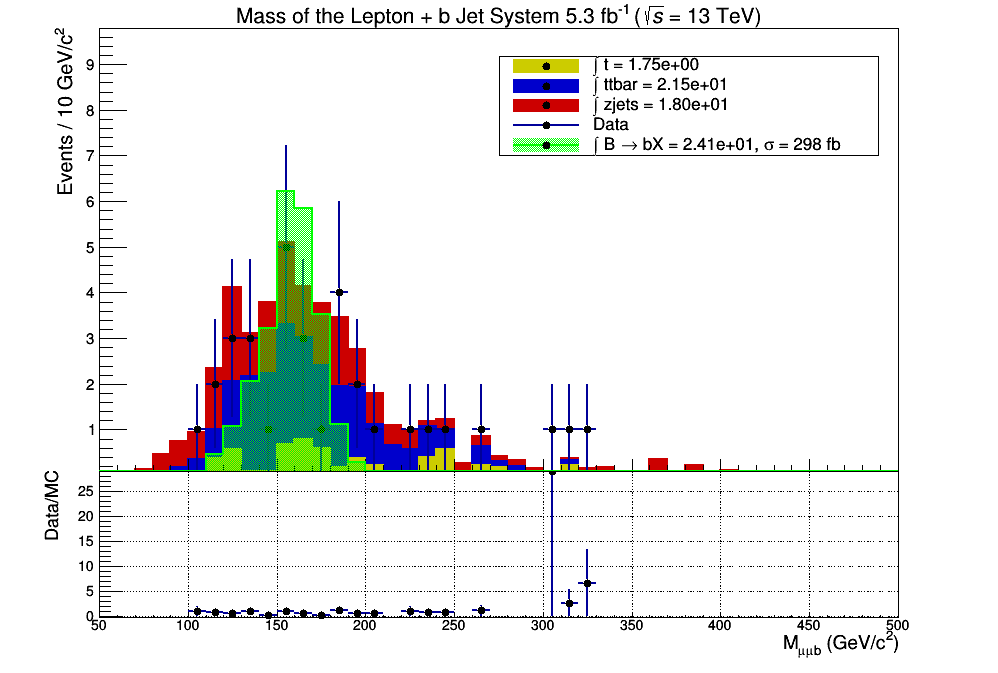 Mass of the Lepton + b Jet System 5.3 fb⁻¹ (√s = 13 TeV)
Events / 10 GeV/c²
9
8
7
6
5
4
3
2
1
∫ t = 1.75e+00
∫ ttbar = 2.15e+01
∫ zjets = 1.80e+01
Data
∫ B → bX = 2.41e+01, σ = 298 fb
Data/MC
25
20
15
10
5
0
50 100 150 200 250 300 350 400 450 500
M_μμb (GeV/c²)